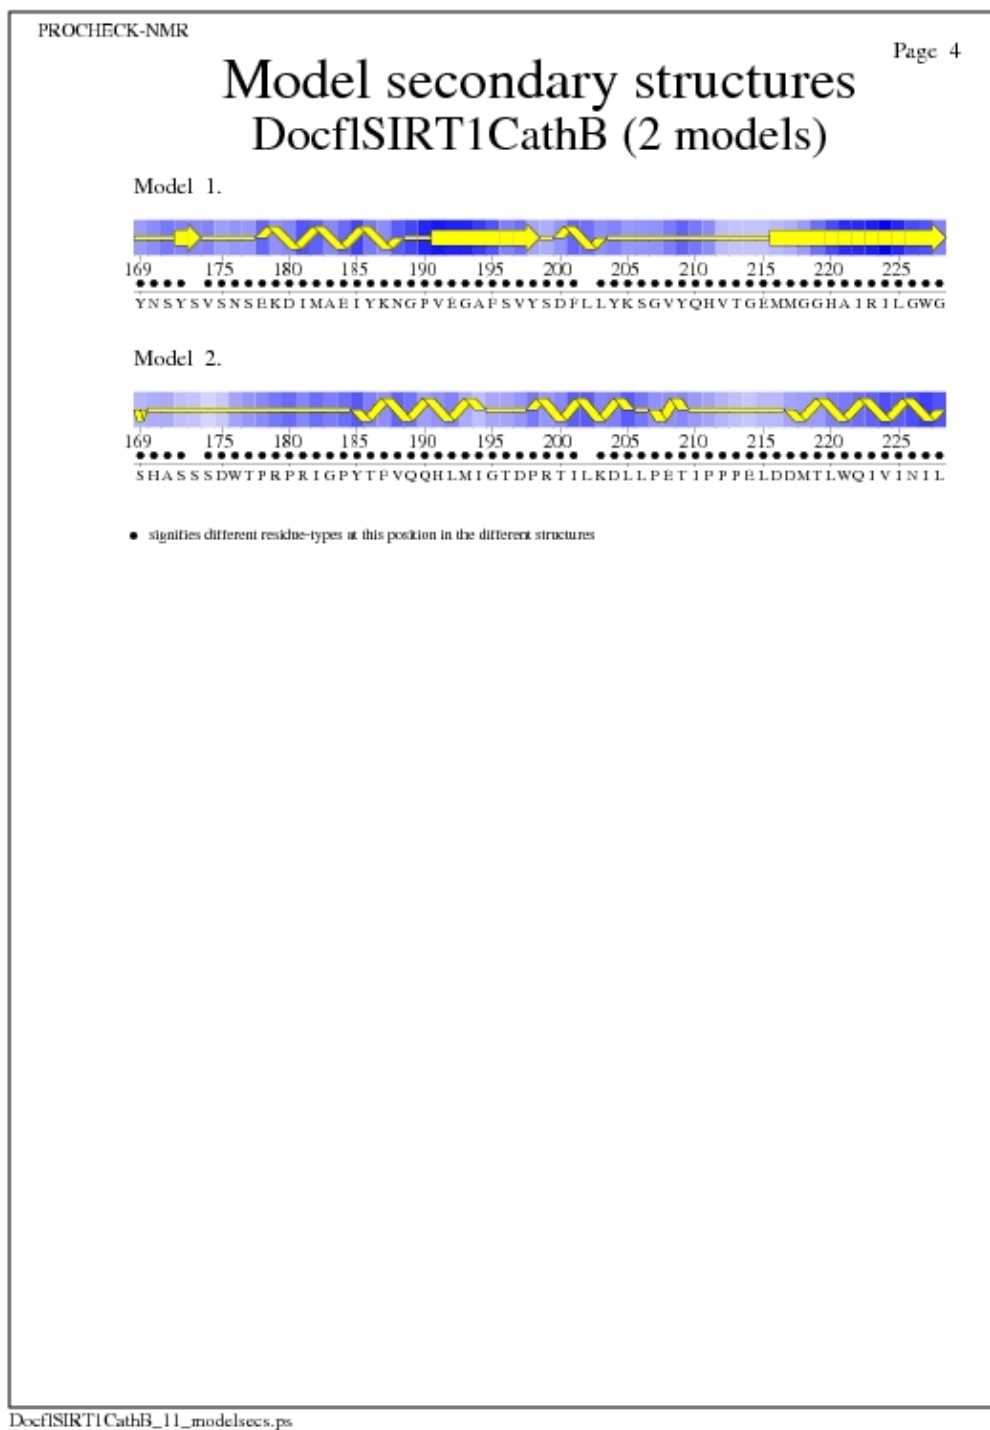 PROCHECK-NMR
Page 4
Model secondary structures
DocflSIRT1CathB (2 models)
Model 1.
169 175 180 185 190 195 200 205 210 215 220 225
YNSYSVSNSEKDIMAEIYKNGPVEGAFSVYSDFLLYKSGVYQHVTGEMMGGHAIRILGWG
Model 2.
169 175 180 185 190 195 200 205 210 215 220 225
SHASSSDWTPRPRIGPYTFVQQHLMIGTDPRTILKDLLPETIPPPELDDMTLWQIVINIL
● signifies different residue-types at this position in the different structures
DocflSIRT1CathB_11_modelsecs.ps